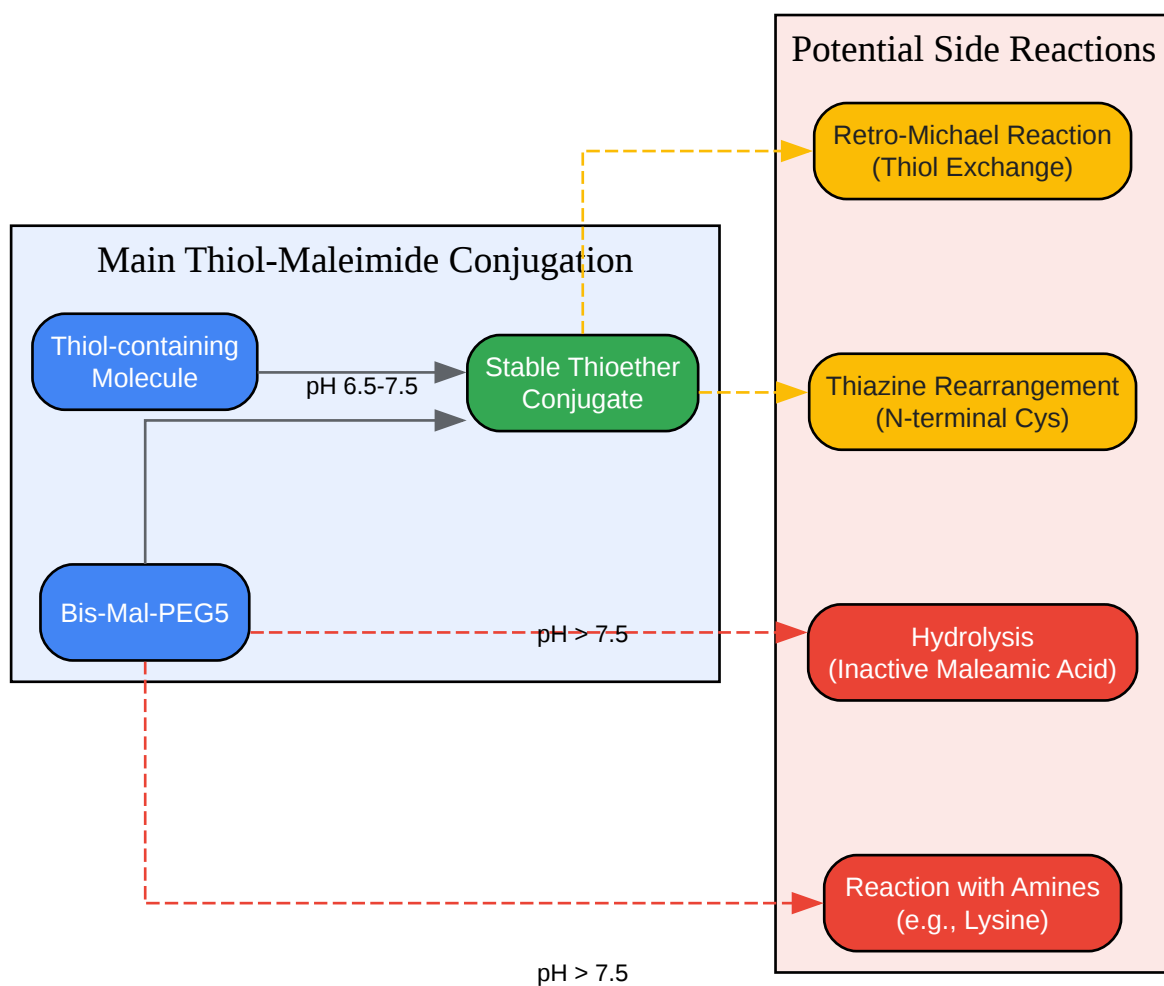 Potential Side Reactions
Retro-Michael Reaction
(Thiol Exchange)
Main Thiol-Maleimide Conjugation
Thiol-containing
Molecule
pH 6.5-7.5
Stable Thioether
Conjugate
Thiazine Rearrangement
(N-terminal Cys)
Bis-Mal-PEG5
pH > 7.5
Hydrolysis
(Inactive Maleamic Acid)
Reaction with Amines
(e.g., Lysine)
pH > 7.5